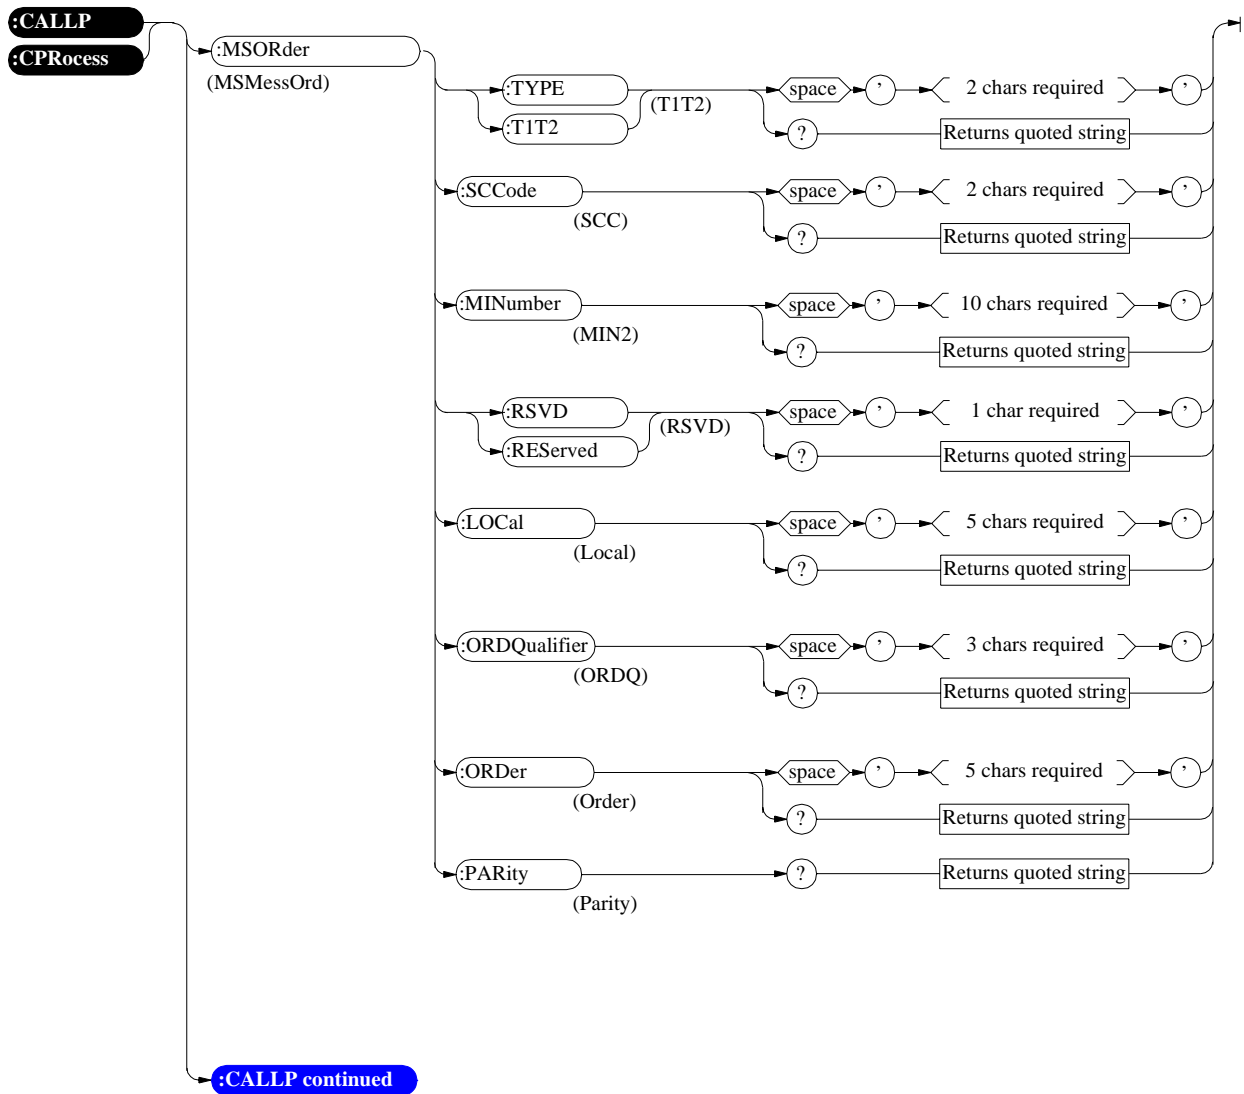 :CALLP
:CPRocess
:MSORder
(MSMessOrd)
:TYPE
:T1T2
(T1T2)
space
’
2 chars required
’
?
Returns quoted string
:SCCode
(SCC)
space
’
2 chars required
’
?
Returns quoted string
:MINumber
(MIN2)
space
’
10 chars required
’
?
Returns quoted string
:RSVD
:REServed
(RSVD)
space
’
1 char required
’
?
Returns quoted string
:LOCal
(Local)
space
’
5 chars required
’
?
Returns quoted string
:ORDQualifier
(ORDQ)
space
’
3 chars required
’
?
Returns quoted string
:ORDer
(Order)
space
’
5 chars required
’
?
Returns quoted string
:PARity
(Parity)
?
Returns quoted string
:CALLP continued